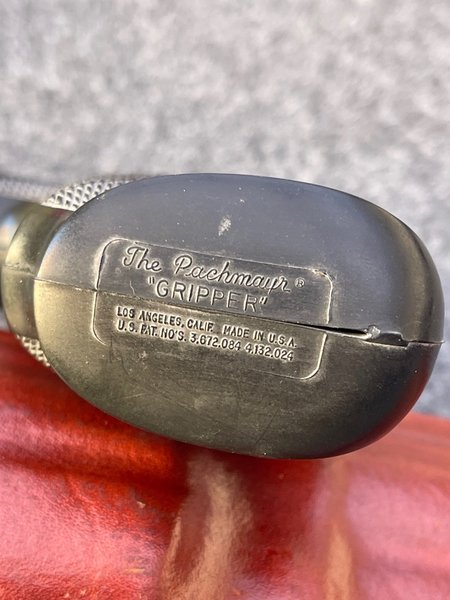 The Pachmayr®
"GRIPPER"
LOS ANGELES, CALIF. MADE IN U.S.A.
U.S. PAT. NO'S. 3,672,084 4,132,024